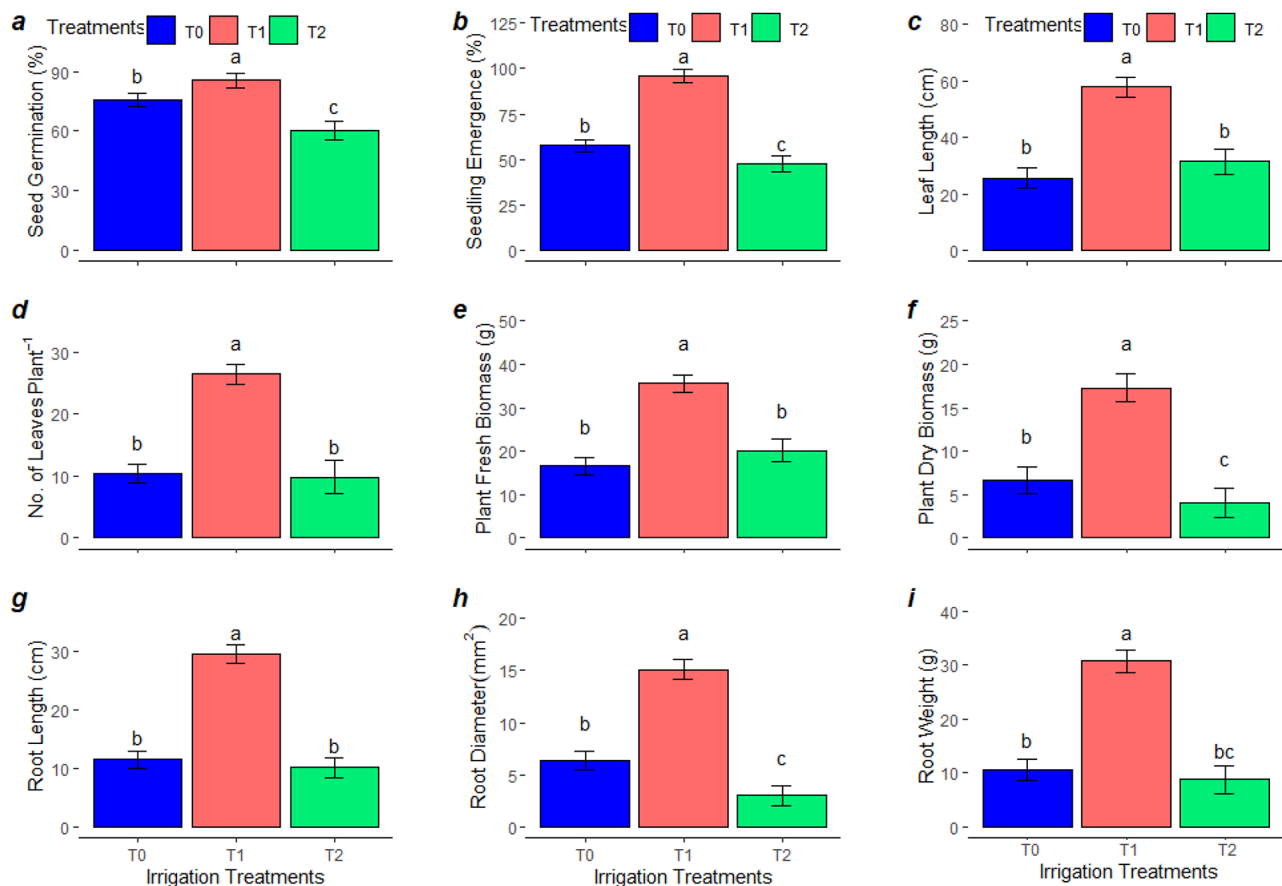 a Treatments T0 T1 T2
Seed Germination (%)
90
60
30
0
b
a
c
b Treatments T0 T1 T2
Seedling Emergence (%)
125
100
75
50
25
0
b
a
c
c Treatments T0 T1 T2
Leaf Length (cm)
80
60
40
20
0
b
a
b
d
No. of Leaves Plant⁻¹
30
20
10
0
b
a
b
e
Plant Fresh Biomass (g)
50
40
30
20
10
0
b
a
b
f
Plant Dry Biomass (g)
25
20
15
10
5
0
b
a
c
g
Root Length (cm)
30
20
10
0
b
a
b
T0 T1 T2
Irrigation Treatments
h
Root Diameter(mm²)
20
15
10
5
0
b
a
c
T0 T1 T2
Irrigation Treatments
i
Root Weight (g)
40
30
20
10
0
b
a
bc
T0 T1 T2
Irrigation Treatments